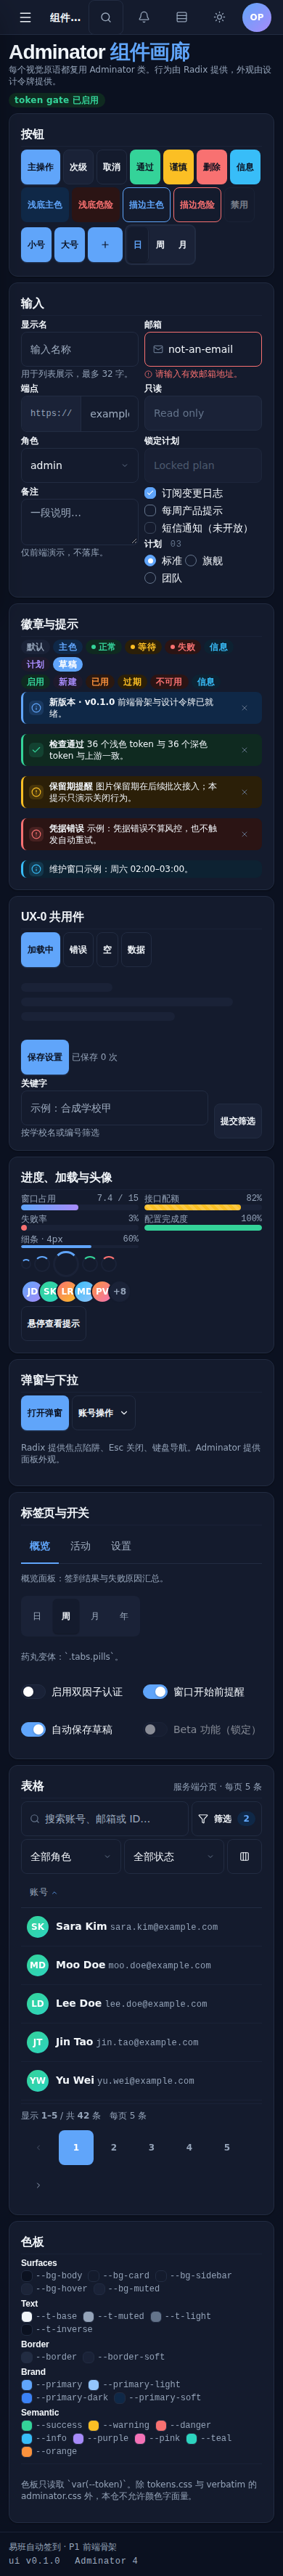 组件… OP
Adminator 组件画廊
每个视觉原语都复用 Adminator 类。行为由 Radix 提供，外观由设
计令牌提供。
token gate 已启用
按钮
主操作 次级 取消 通过 谨慎 删除 信息
浅底主色 浅底危险 描边主色 描边危险 禁用
小号 大号 + 日 周 月
输入
显示名 邮箱
输入名称 not-an-email
用于列表展示，最多 32 字。 请输入有效邮箱地址。
端点 只读
https:// example Read only
角色 锁定计划
admin Locked plan
备注 订阅变更日志
一段说明… 每周产品提示
短信通知（未开放）
仅前端演示，不落库。 计划 03
标准 旗舰
团队
徽章与提示
默认 主色 正常 等待 失败 信息
计划 草稿
启用 新建 已用 过期 不可用 信息
新版本 · v0.1.0 前端骨架与设计令牌已就
绪。
检查通过 36 个浅色 token 与 36 个深色
token 与上游一致。
保留期提醒 图片保留期在后续批次接入；本
提示只演示关闭行为。
凭据错误 示例：凭据错误不算风控，也不触
发自动重试。
维护窗口示例：周六 02:00–03:00。
UX-0 共用件
加载中 错误 空 数据
保存设置 已保存 0 次
关键字
示例：合成学校甲
按学校名或编号筛选 提交筛选
进度、加载与头像
窗口占用 7.4 / 15 接口配额 82%
失败率 3% 配置完成度 100%
细条 · 4px 60%
JD SK LR MD PV +8
悬停查看提示
弹窗与下拉
打开弹窗 账号操作
Radix 提供焦点陷阱、Esc 关闭、键盘导航。Adminator 提供
面板外观。
标签页与开关
概览 活动 设置
概览面板：签到结果与失败原因汇总。
日 周 月 年
药丸变体：`.tabs.pills`。
启用双因子认证 窗口开始前提醒
自动保存草稿 Beta 功能（锁定）
表格 服务端分页 · 每页 5 条
搜索账号、邮箱或 ID… 筛选 2
全部角色 全部状态
账号
SK Sara Kim sara.kim@example.com
MD Moo Doe moo.doe@example.com
LD Lee Doe lee.doe@example.com
JT Jin Tao jin.tao@example.com
YW Yu Wei yu.wei@example.com
显示 1–5 / 共 42 条 每页 5 条
‹ 1 2 3 4 5
›
色板
Surfaces
--bg-body --bg-card --bg-sidebar
--bg-hover --bg-muted
Text
--t-base --t-muted --t-light
--t-inverse
Border
--border --border-soft
Brand
--primary --primary-light
--primary-dark --primary-soft
Semantic
--success --warning --danger
--info --purple --pink --teal
--orange
色板只读取 `var(--token)`。除 tokens.css 与 verbatim 的
adminator.css 外，本仓不允许颜色字面量。
易班自动签到 · P1 前端骨架
ui v0.1.0 Adminator 4